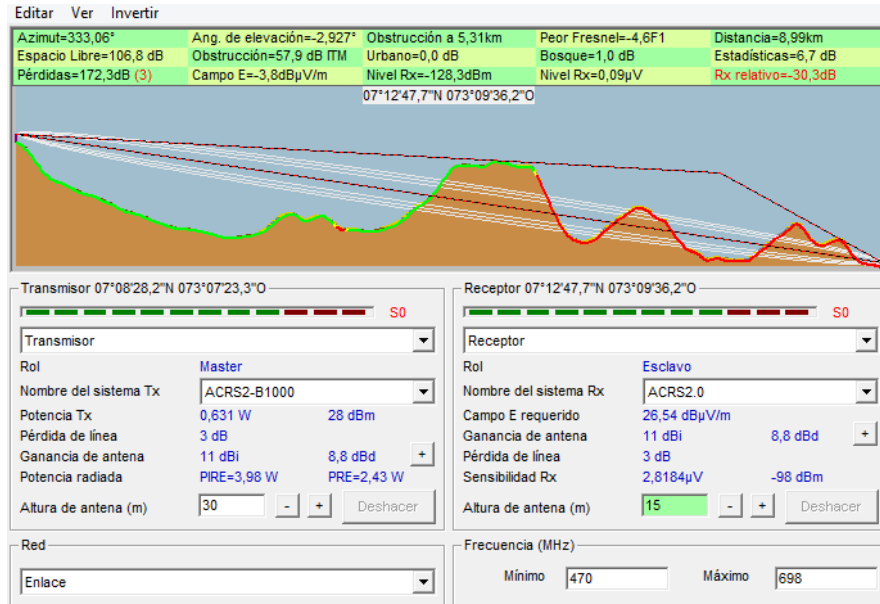 Editar Ver Invertir
Azimut=333,06° Ang. de elevación=-2,927° Obstrucción a 5,31km Peor Fresnel=-4,6F1 Distancia=8,99km
Espacio Libre=106,8 dB Obstrucción=57,9 dB ITM Urbano=0,0 dB Bosque=1,0 dB Estadísticas=6,7 dB
Pérdidas=172,3dB (3) Campo E=-3,8dBµV/m Nivel Rx=-128,3dBm Nivel Rx=0,09µV Rx relativo=-30,3dB
07°12'47,7"N 073°09'36,2"O
Transmisor 07°08'28,2"N 073°07'23,3"O
S0
Transmisor
Rol Master
Nombre del sistema Tx ACRS2-B1000
Potencia Tx 0,631 W 28 dBm
Pérdida de línea 3 dB
Ganancia de antena 11 dBi 8,8 dBd +
Potencia radiada PIRE=3,98 W PRE=2,43 W
Altura de antena (m) 30 - + Deshacer
Red
Enlace
Receptor 07°12'47,7"N 073°09'36,2"O
S0
Receptor
Rol Esclavo
Nombre del sistema Rx ACRS2.0
Campo E requerido 26,54 dBµV/m
Ganancia de antena 11 dBi 8,8 dBd +
Pérdida de línea 3 dB
Sensibilidad Rx 2,8184µV -98 dBm
Altura de antena (m) 15 - + Deshacer
Frecuencia (MHz)
Mínimo 470 Máximo 698